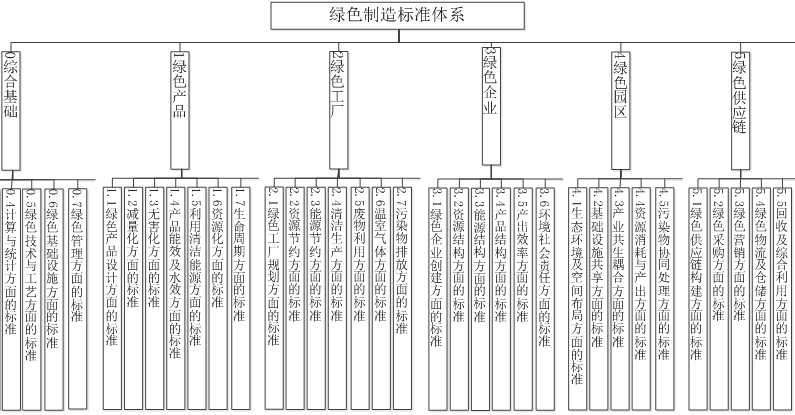 绿色制造标准体系
0综合基础
1绿色产品
2绿色工厂
3绿色企业
4绿色园区
5绿色供应链
0.4计算与统计方面的标准
0.5绿色技术与工艺方面的标准
0.6绿色基础设施方面的标准
0.7绿色管理方面的标准
1.1绿色产品设计方面的标准
1.2减量化方面的标准
1.3无害化方面的标准
1.4产品能效及水效方面的标准
1.5利用清洁能源方面的标准
1.6资源化方面的标准
1.7生命周期方面的标准
2.1绿色工厂规划方面的标准
2.2资源节约方面的标准
2.3能源节约方面的标准
2.4清洁生产方面的标准
2.5废物利用方面的标准
2.6温室气体方面的标准
2.7污染物排放方面的标准
3.1绿色企业创建方面的标准
3.2资源结构方面的标准
3.3能源结构方面的标准
3.4产品结构方面的标准
3.5产出效率方面的标准
3.6环境社会责任方面的标准
4.1生态环境及空间布局方面的标准
4.2基础设施共享方面的标准
4.3产业共生耦合方面的标准
4.4资源消耗与产出方面的标准
4.5污染物协同处理方面的标准
5.1绿色供应链构建方面的标准
5.2绿色采购方面的标准
5.3绿色营销方面的标准
5.4绿色物流及仓储方面的标准
5.5回收及综合利用方面的标准